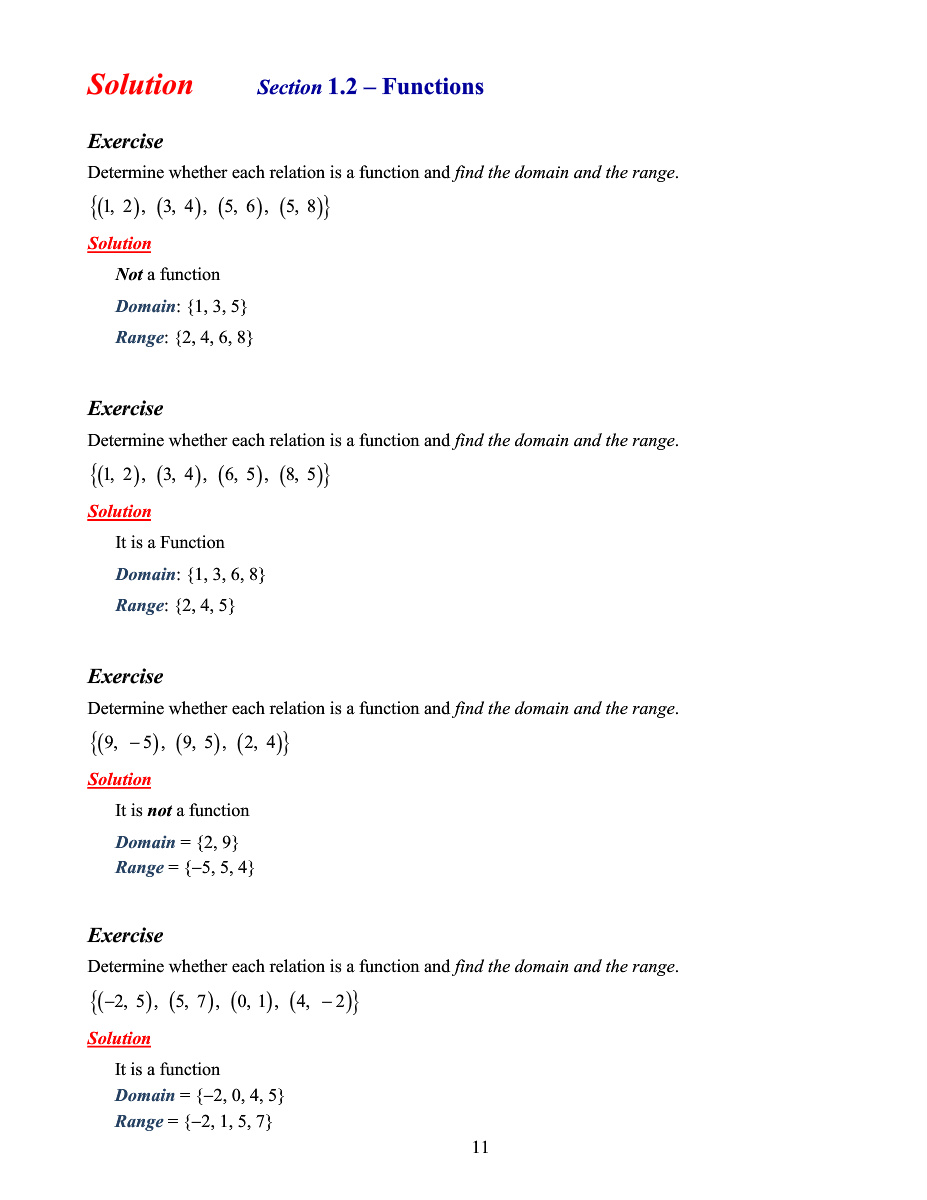 Solution Section 1.2 – Functions
Exercise
Determine whether each relation is a function and find the domain and the range.
{(1, 2), (3, 4), (5, 6), (5, 8)}
Solution
Not a function
Domain: {1, 3, 5}
Range: {2, 4, 6, 8}
Exercise
Determine whether each relation is a function and find the domain and the range.
{(1, 2), (3, 4), (6, 5), (8, 5)}
Solution
It is a Function
Domain: {1, 3, 6, 8}
Range: {2, 4, 5}
Exercise
Determine whether each relation is a function and find the domain and the range.
{(9, −5), (9, 5), (2, 4)}
Solution
It is not a function
Domain = {2, 9}
Range = {−5, 5, 4}
Exercise
Determine whether each relation is a function and find the domain and the range.
{(−2, 5), (5, 7), (0, 1), (4, −2)}
Solution
It is a function
Domain = {−2, 0, 4, 5}
Range = {−2, 1, 5, 7}
11